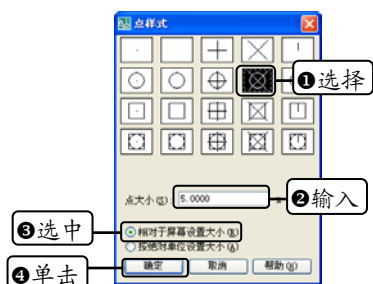 点样式
❶选择
点大小(S): 5.0000 %
❷输入
❸选中
相对于屏幕设置大小(R)
按绝对单位设置大小(A)
❹单击
确定 取消 帮助(H)